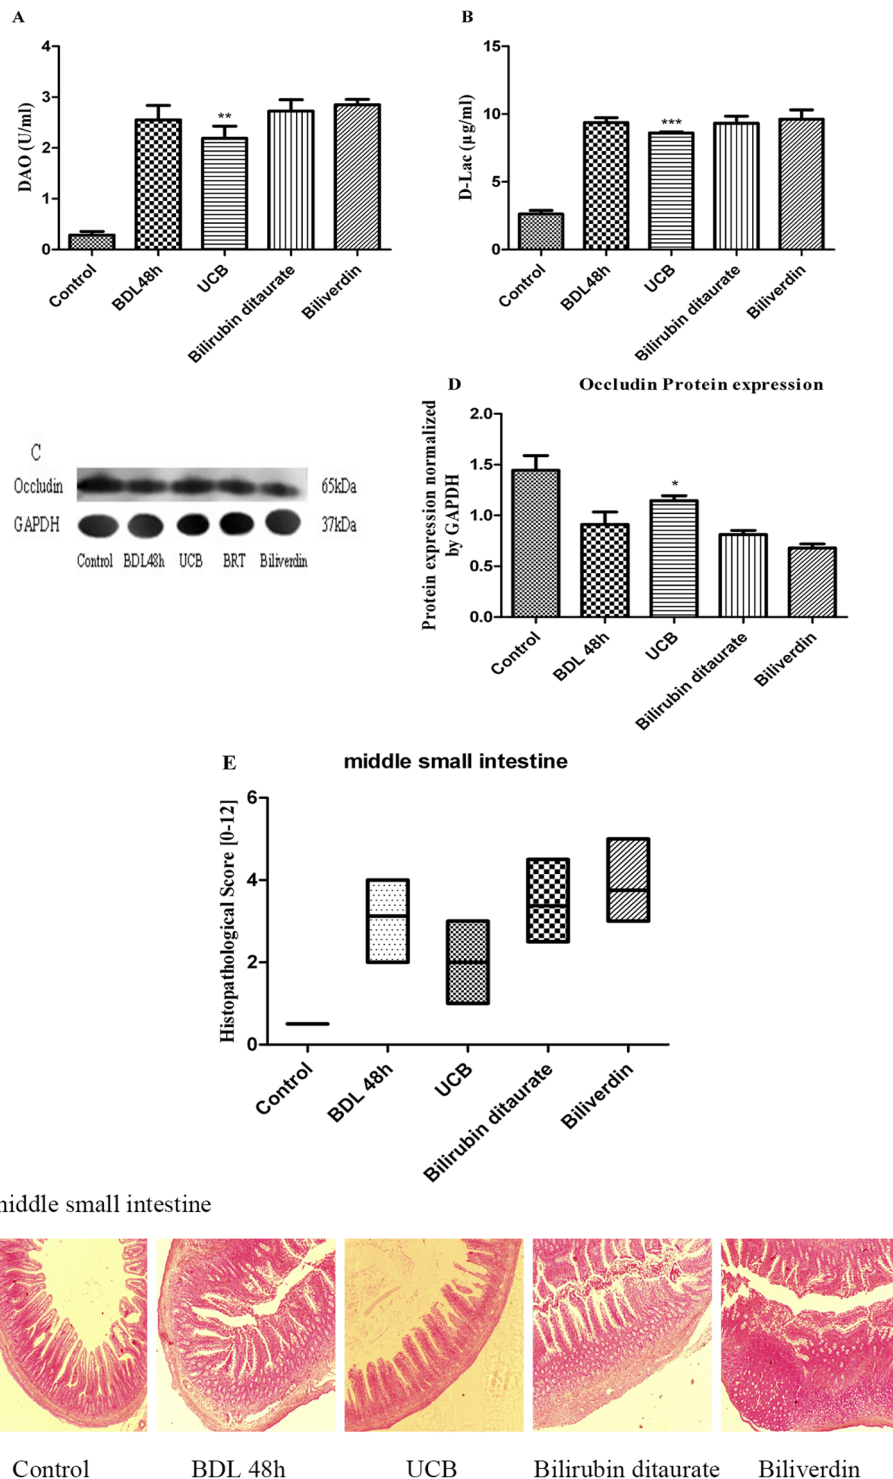 A
4
3
2
1
0
DAO (U/ml)
**
Control
BDL48h
UCB
Bilirubin ditaurate
Biliverdin
B
15
10
5
0
D-Lac (µg/ml)
***
Control
BDL48h
UCB
Bilirubin ditaurate
Biliverdin
C
Occludin 65kDa
GAPDH 37kDa
Control BDL48h UCB BRT Biliverdin
D Occludin Protein expression
2.0
1.5
1.0
0.5
0.0
Protein expression normalized
by GAPDH
*
Control
BDL 48h
UCB
Bilirubin ditaurate
Biliverdin
E middle small intestine
6
4
2
0
Histopathological Score [0-12]
Control
BDL 48h
UCB
Bilirubin ditaurate
Biliverdin
middle small intestine
Control BDL 48h UCB Bilirubin ditaurate Biliverdin